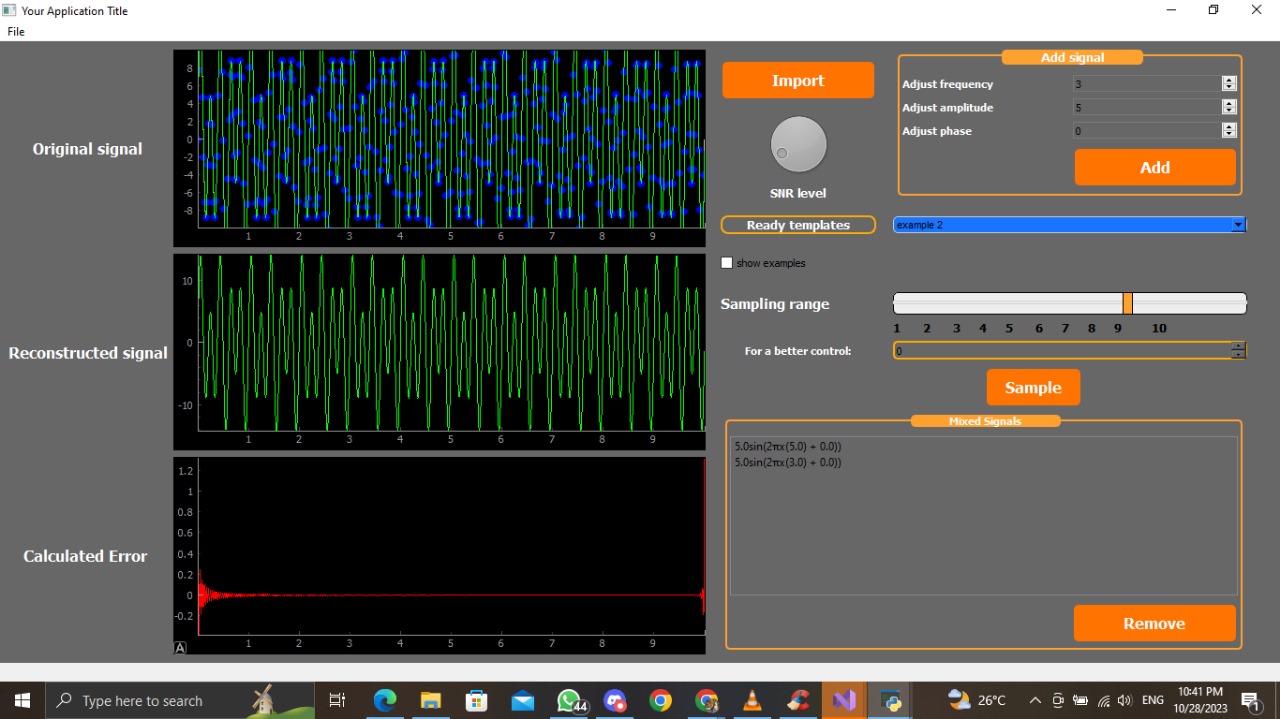 Your Application Title
File
Original signal
8
6
4
2
0
-2
-4
-6
-8
1 2 3 4 5 6 7 8 9
Reconstructed signal
10
0
-10
1 2 3 4 5 6 7 8 9
Calculated Error
1.2
1
0.8
0.6
0.4
0.2
0
-0.2
1 2 3 4 5 6 7 8 9
A
Import
SNR level
Add signal
Adjust frequency 3
Adjust amplitude 5
Adjust phase 0
Add
Ready templates example 2
show examples
Sampling range
1 2 3 4 5 6 7 8 9 10
For a better control: 0
Sample
Mixed Signals
5.0sin(2πx(5.0) + 0.0))
5.0sin(2πx(3.0) + 0.0))
Remove
Type here to search
44
26°C
ENG
10:41 PM
10/28/2023
1